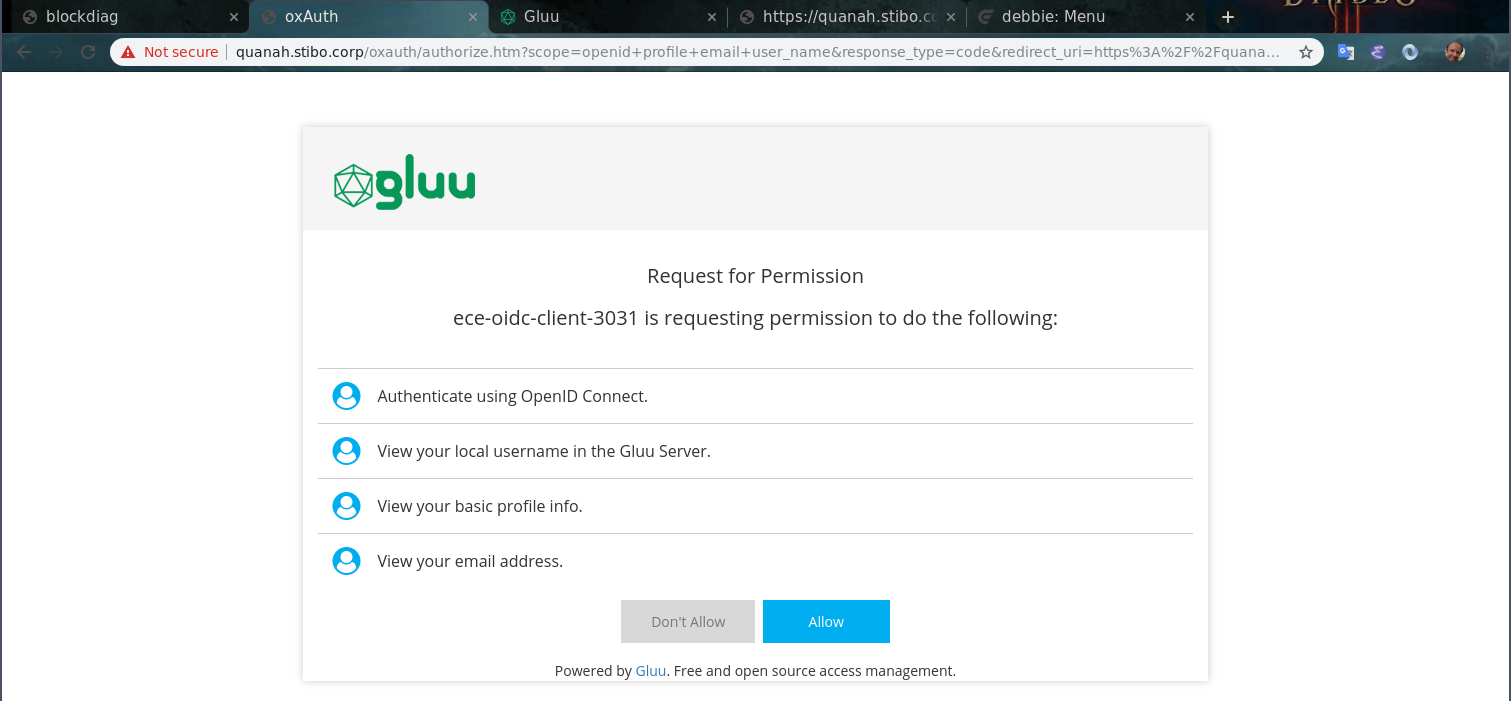 blockdiag
oxAuth
Gluu
https://quanah.stibo.co
debbie: Menu
Not secure
quanah.stibo.corp/oxauth/authorize.htm?scope=openid+profile+email+user_name&response_type=code&redirect_uri=https%3A%2F%2Fquana...
gluu
Request for Permission
ece-oidc-client-3031 is requesting permission to do the following:
Authenticate using OpenID Connect.
View your local username in the Gluu Server.
View your basic profile info.
View your email address.
Don't Allow
Allow
Powered by Gluu. Free and open source access management.